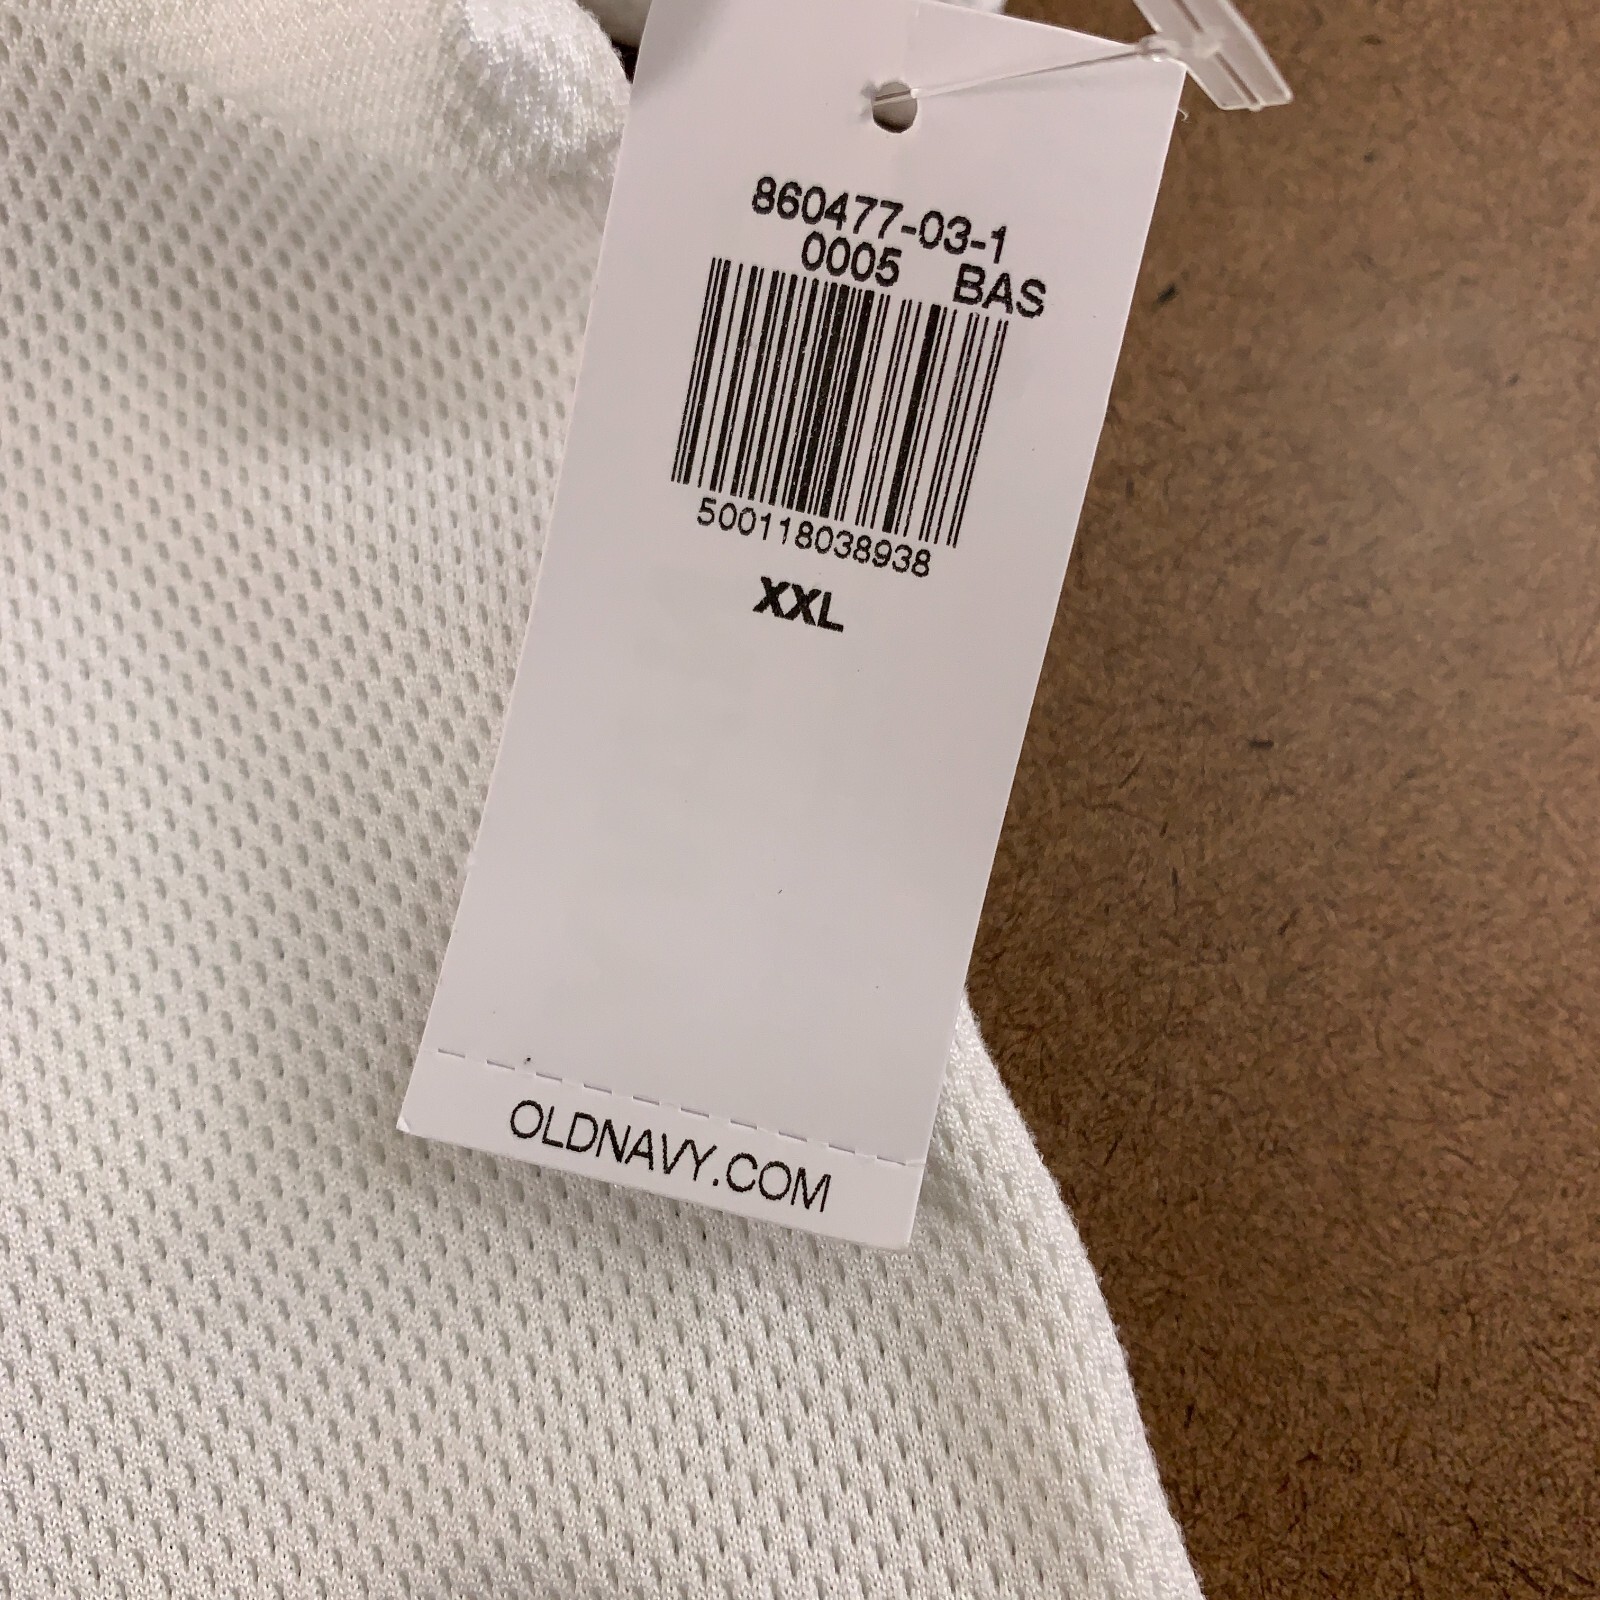 860477-03-1
0005 BAS
500118038938
XXL
OLDNAVY.COM